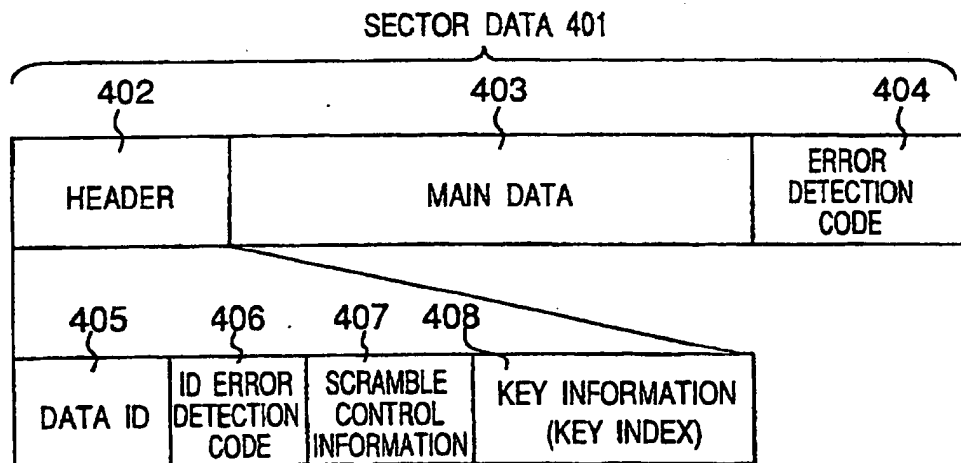 SECTOR DATA 401
402
403
404
HEADER
MAIN DATA
ERROR
DETECTION
CODE
405
406
407
408
DATA ID
ID ERROR
DETECTION
CODE
SCRAMBLE
CONTROL
INFORMATION
KEY INFORMATION
(KEY INDEX)